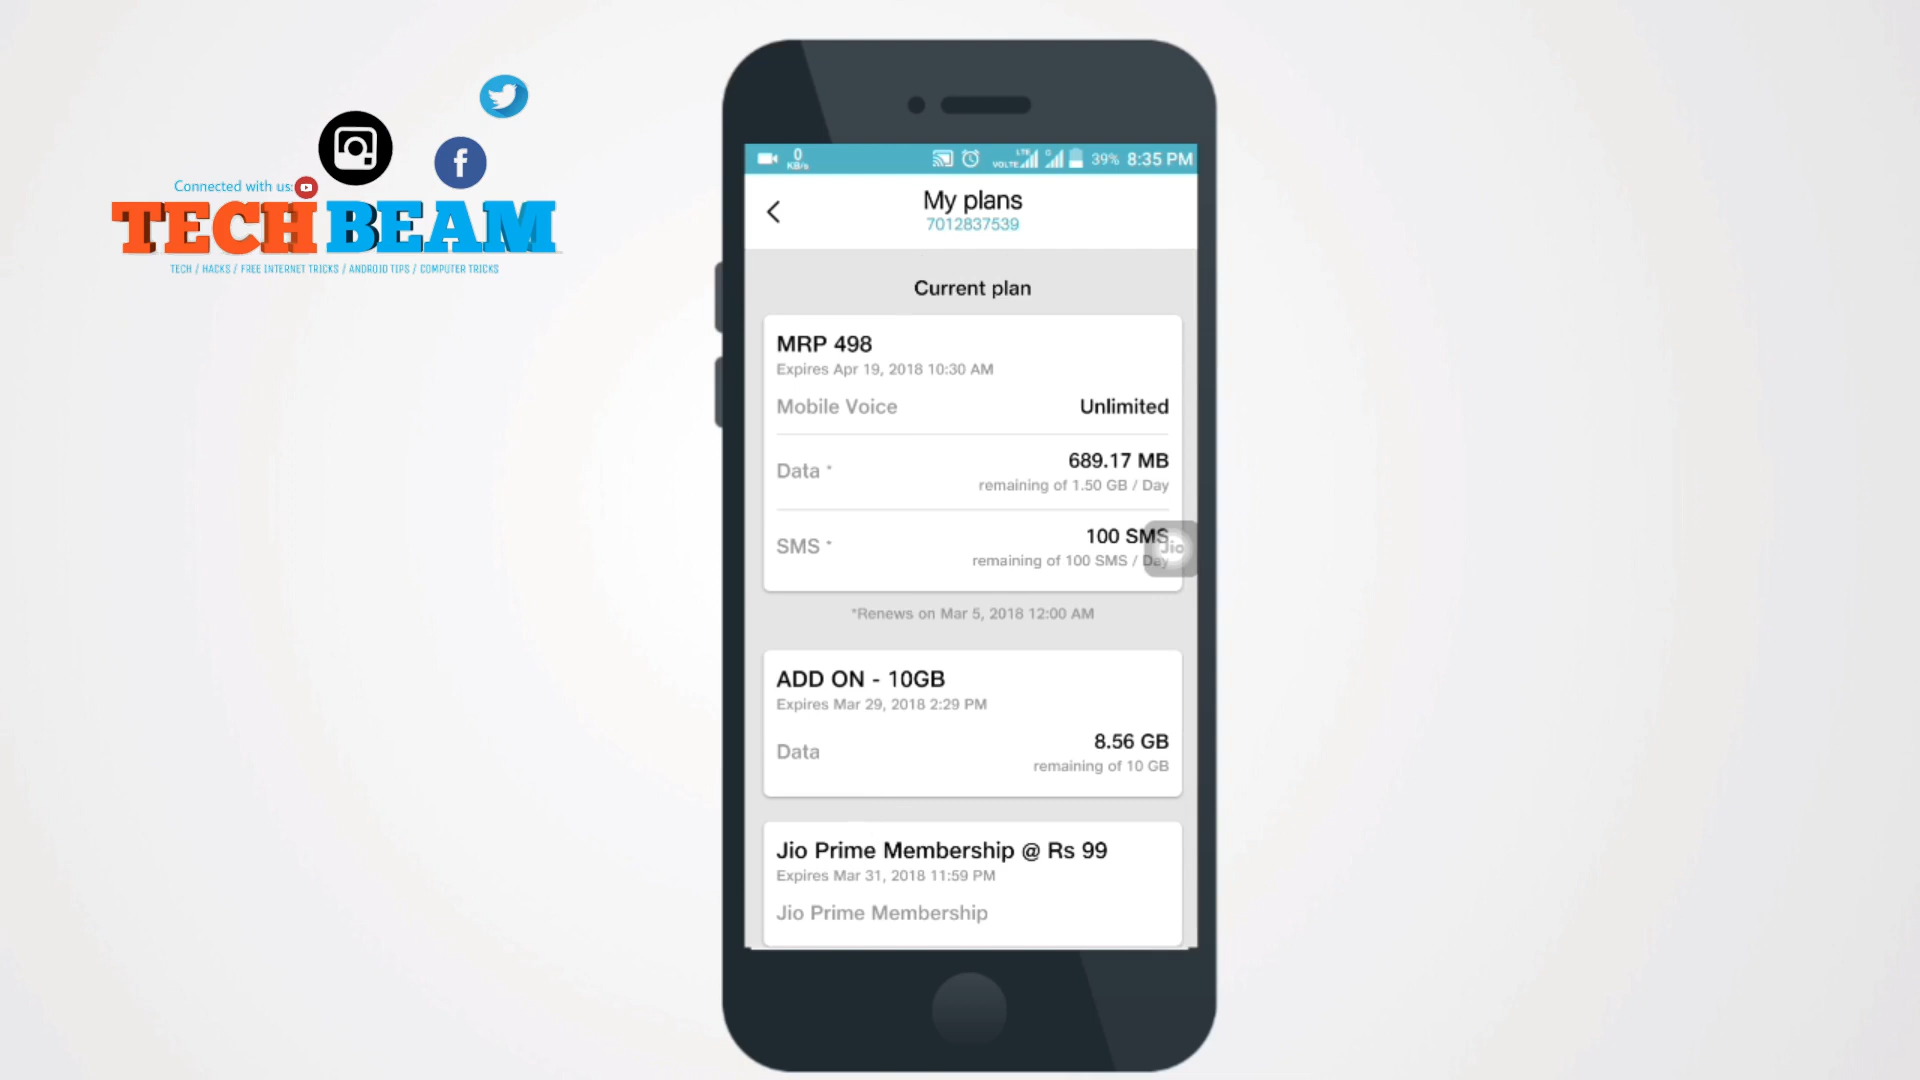 Connected with us:
TECH BEAM
TECH / HACKS / FREE INTERNET TRICKS / ANDROID TIPS / COMPUTER TRICKS
0 KB/s VOLTE LTE G 39% 8:35 PM
My plans
7012837539
Current plan
MRP 498
Expires Apr 19, 2018 10:30 AM
Mobile Voice Unlimited
Data * 689.17 MB
remaining of 1.50 GB / Day
SMS * 100 SMS
remaining of 100 SMS / Day
Jio
*Renews on Mar 5, 2018 12:00 AM
ADD ON - 10GB
Expires Mar 29, 2018 2:29 PM
Data 8.56 GB
remaining of 10 GB
Jio Prime Membership @ Rs 99
Expires Mar 31, 2018 11:59 PM
Jio Prime Membership